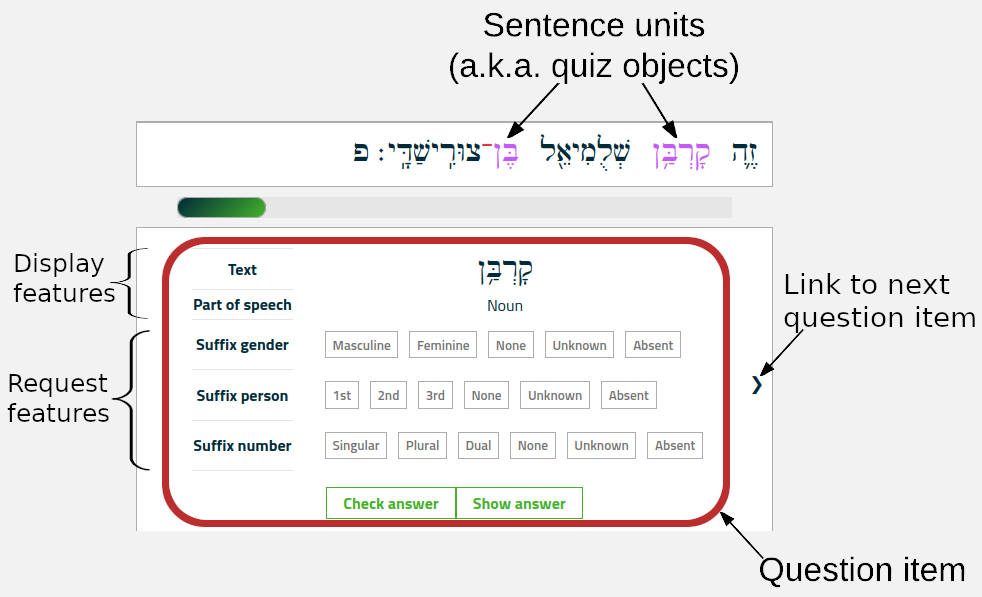 Sentence units
(a.k.a. quiz objects)
זֶ֛ה קָרְבַּ֥ן שְׁלֻמִיאֵ֖ל בֶּן־צוּרִֽישַׁדָּֽי׃ פ
Display
features
Text קָרְבַּ֥ן
Part of speech Noun
Suffix gender Masculine Feminine None Unknown Absent
Link to next
question item
Request
features
Suffix person 1st 2nd 3rd None Unknown Absent
❯
Suffix number Singular Plural Dual None Unknown Absent
Check answer Show answer
Question item